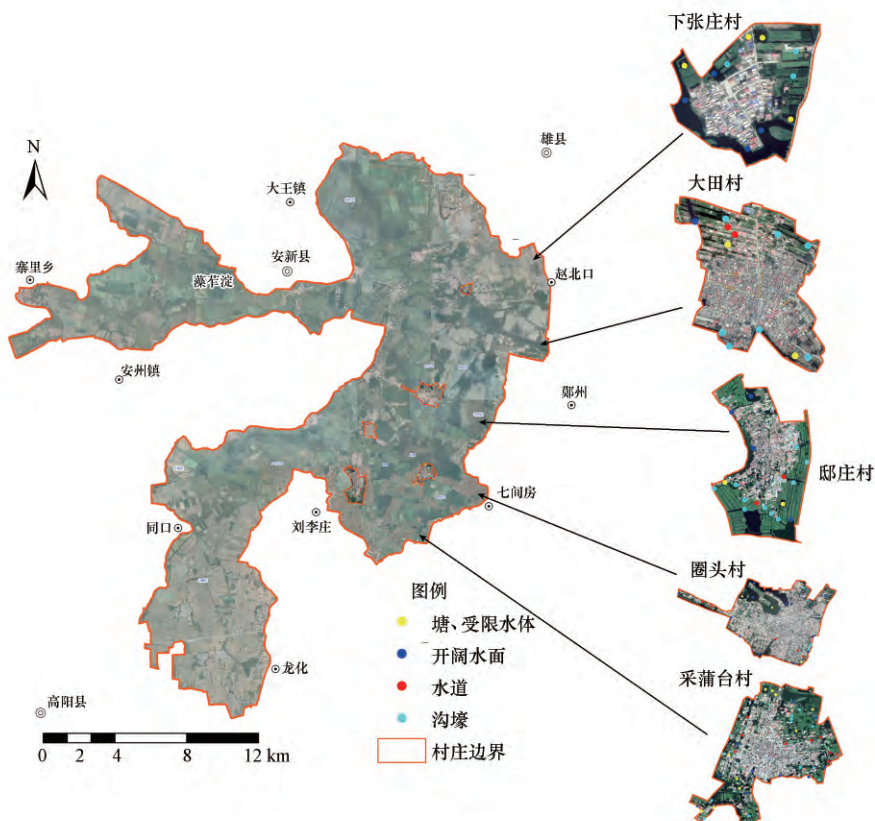 下张庄村
雄县
N
大王镇
大田村
安新县
寨里乡
藻苲淀
赵北口
安州镇
鄚州
邸庄村
七间房
刘李庄
同口
圈头村
图例
塘、受限水体
开阔水面
水道
沟壕
村庄边界
采蒲台村
龙化
高阳县
0 2 4 8 12 km